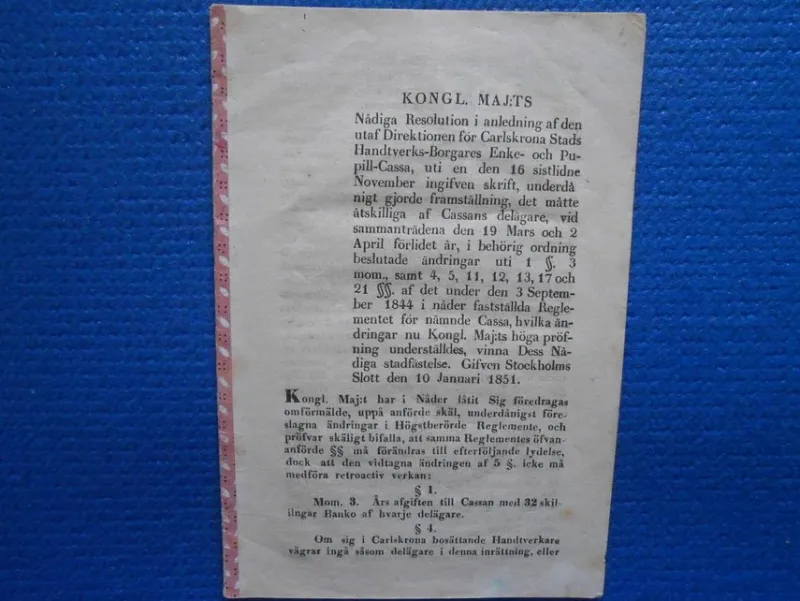 KONGL. MAJ:TS
Nådiga Resolution i anledning af den
utaf Direktionen för Carlskrona Stads
Handtverks-Borgares Enke- och Pu-
pill-Cassa, uti en den 16 sistlidne
November ingifven skrift, underdå
nigt gjorde framställning, det måtte
åtskilliga af Cassans delägare, vid
sammanträdena den 19 Mars och 2
April förlidet år, i behörig ordning
beslutade ändringar uti 1 §. 3
mom., samt 4, 5, 11, 12, 13, 17 och
21 §§. af det under den 3 Septem-
ber 1844 i nåder fastställda Regle-
mentet för nämnde Cassa, hvilka än-
dringar nu Kongl. Maj:ts höga pröf-
ning underställdes, vinna Dess Nå-
diga stadfästelse. Gifven Stockholms
Slott den 10 Januari 1851.
Kongl. Maj:t har i Nåder låtit Sig föredragas
omförmälde, uppå anförde skäl, underdånigst före-
slagna ändringar i Högstberörde Reglemente, och
pröfvar skäligt bifalla, att samma Reglementes öfvan-
anförde §§ må förändras till efterföljande lydelse,
dock att den vidtagna ändringen af 5 §. icke må
medföra retroactiv verkan:
§ 1.
Mom. 3. Års afgiften till Cassan med 32 skil-
lingar Banko af hvarje delägare.
§ 4.
Om sig i Carlskrona bosättande Handtverkare
vägrar ingå såsom delägare i denna inrättning, eller